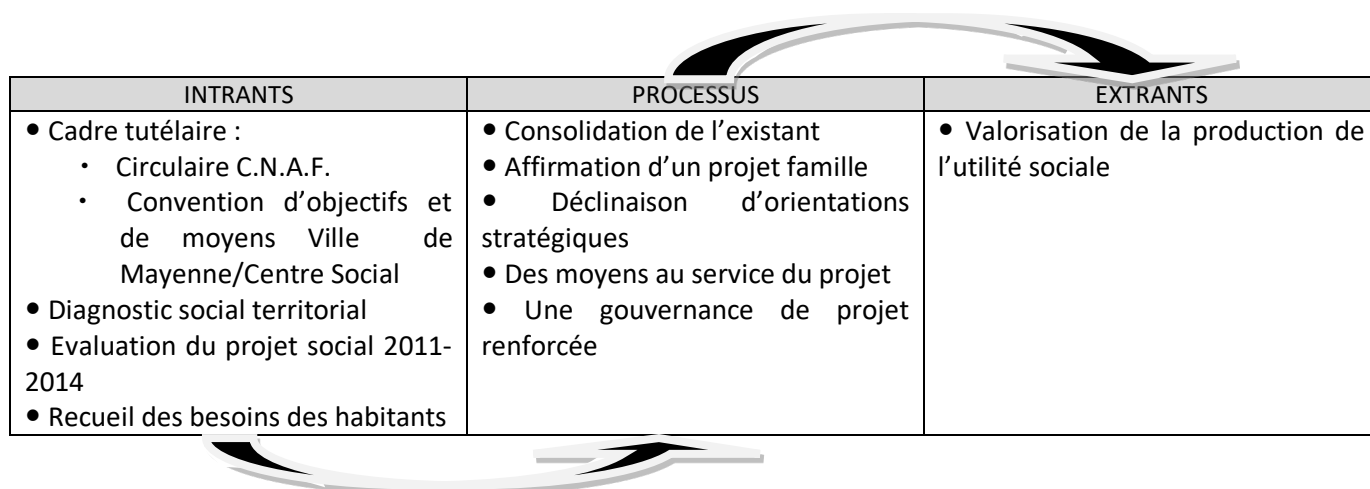 INTRANTS
• Cadre tutélaire :
· Circulaire C.N.A.F.
· Convention d'objectifs et
de moyens Ville de
Mayenne/Centre Social
• Diagnostic social territorial
• Evaluation du projet social 2011-
2014
• Recueil des besoins des habitants
PROCESSUS
• Consolidation de l'existant
• Affirmation d'un projet famille
• Déclinaison d'orientations
stratégiques
• Des moyens au service du projet
• Une gouvernance de projet
renforcée
EXTRANTS
• Valorisation de la production de
l'utilité sociale